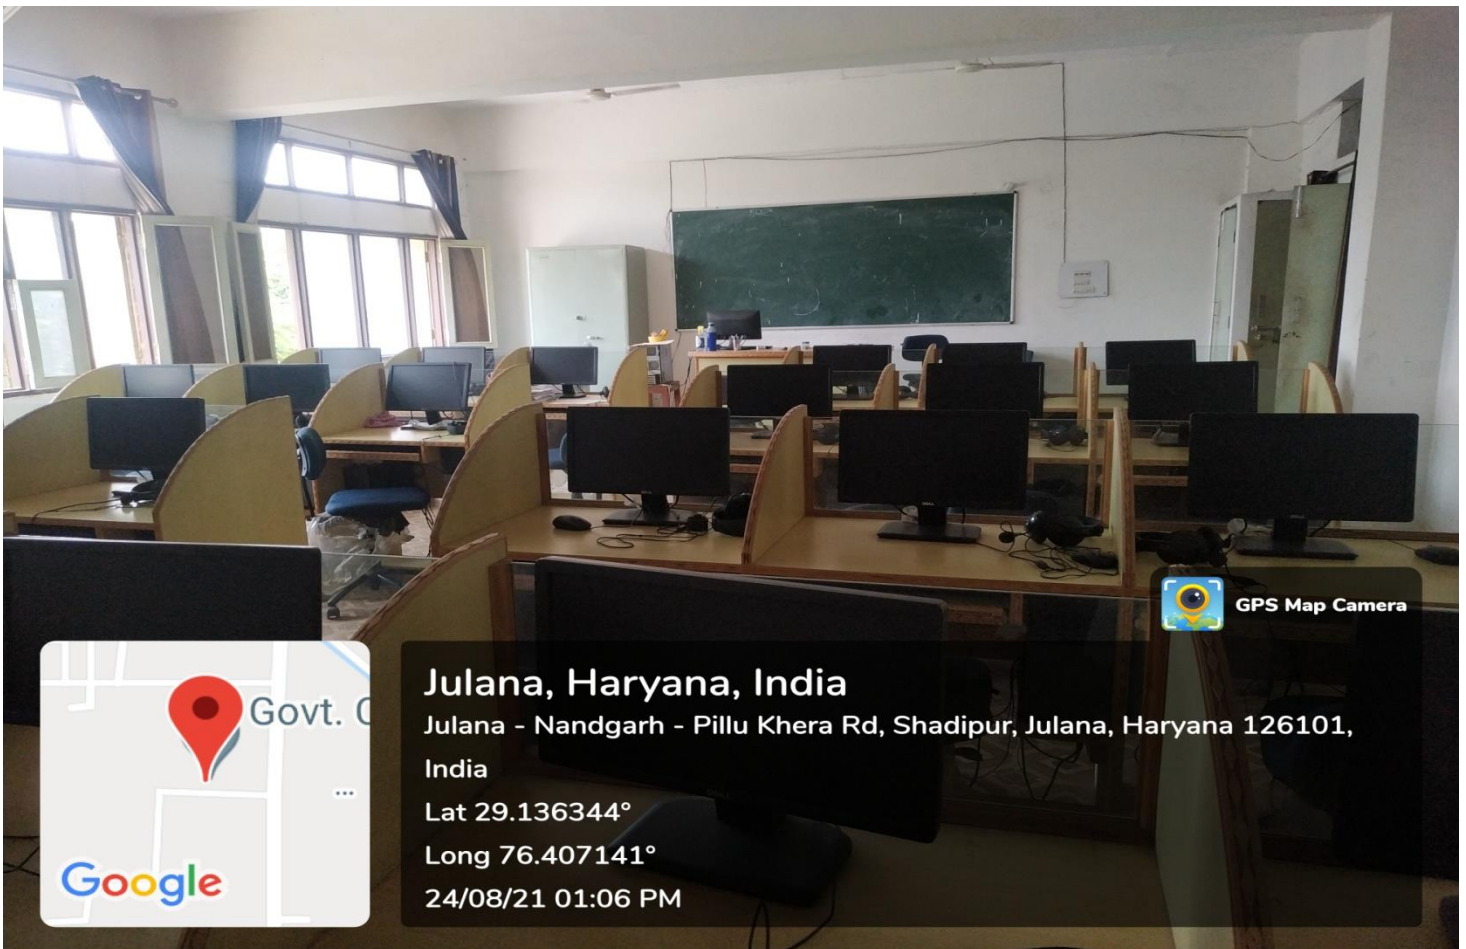 GPS Map Camera
Govt. C
Google
Julana, Haryana, India
Julana - Nandgarh - Pillu Khera Rd, Shadipur, Julana, Haryana 126101,
India
Lat 29.136344°
Long 76.407141°
24/08/21 01:06 PM